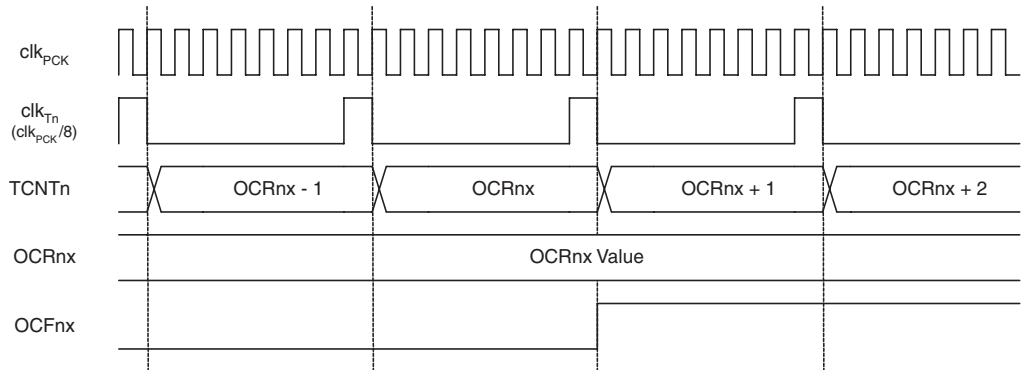 clkPCK
clkTn
(clkPCK/8)
TCNTn OCRnx - 1 OCRnx OCRnx + 1 OCRnx + 2
OCRnx OCRnx Value
OCFnx